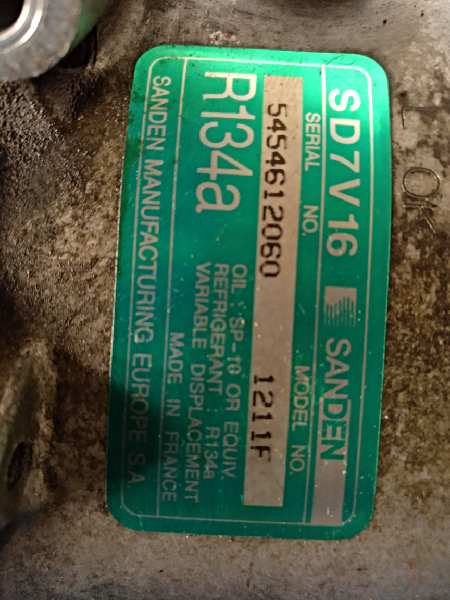 SD7V16 SANDEN
SERIAL NO. MODEL NO.
5454612060 1211F
R134a
OIL : SP-10 OR EQUIV.
REFRIGERANT : R134a
VARIABLE DISPLACEMENT
MADE IN FRANCE
SANDEN MANUFACTURING EUROPE S.A.
L OK